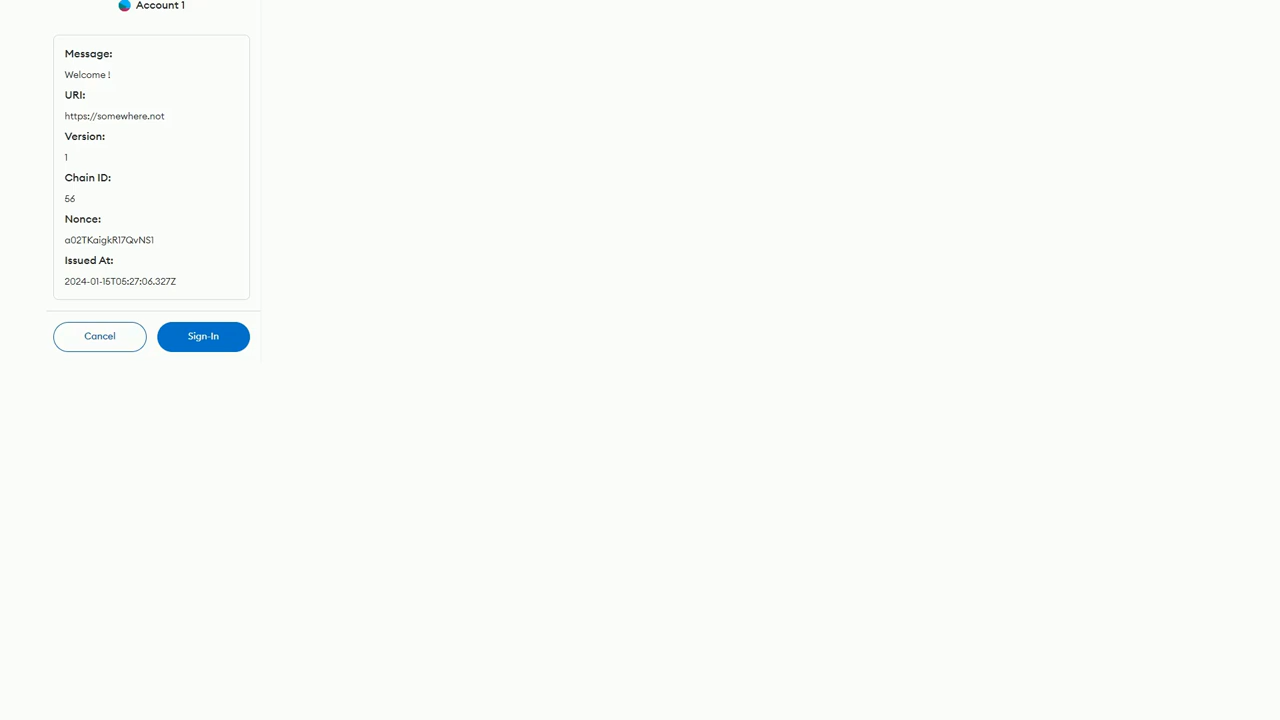 Account 1
Message:
Welcome !
URI:
https://somewhere.not
Version:
1
Chain ID:
56
Nonce:
a02TKaigkR17QvNS1
Issued At:
2024-01-15T05:27:06.327Z
Cancel
Sign-In